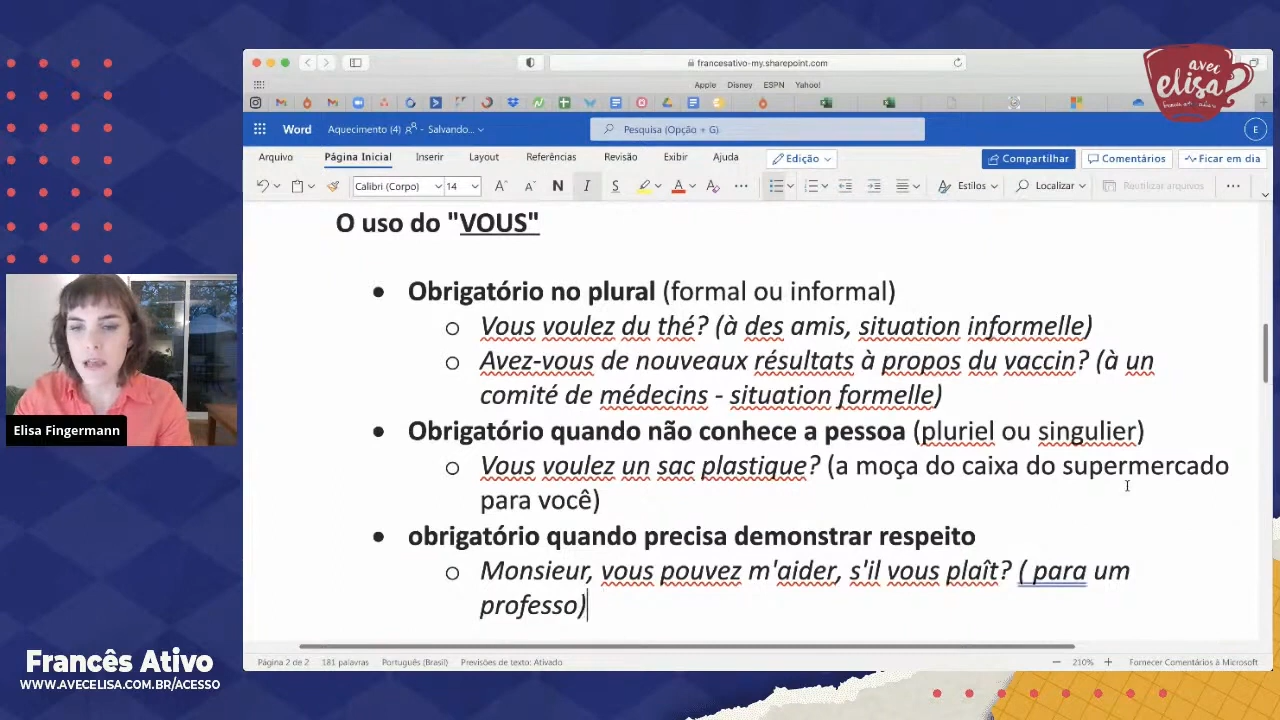 francesativo-my.sharepoint.com
Apple Disney ESPN Yahoo!
avec
elisa
Word Aquecimento (4) - Salvando... Pesquisa (Opção + G) E
Arquivo Página Inicial Inserir Layout Referências Revisão Exibir Ajuda Edição Compartilhar Comentários Ficar em dia
Calibri (Corpo) 14 N I S Estilos Localizar Reutilizar arquivos
O uso do "VOUS"
• Obrigatório no plural (formal ou informal)
o Vous voulez du thé? (à des amis, situation informelle)
o Avez-vous de nouveaux résultats à propos du vaccin? (à un
comité de médecins - situation formelle)
• Obrigatório quando não conhece a pessoa (pluriel ou singulier)
o Vous voulez un sac plastique? (a moça do caixa do supermercado
para você)
• obrigatório quando precisa demonstrar respeito
o Monsieur, vous pouvez m'aider, s'il vous plaît? ( para um
professo)
Elisa Fingermann
Página 2 de 2 181 palavras Português (Brasil) Previsões de texto: Ativado 210% Fornecer Comentários à Microsoft
Francês Ativo
WWW.AVECELISA.COM.BR/ACESSO